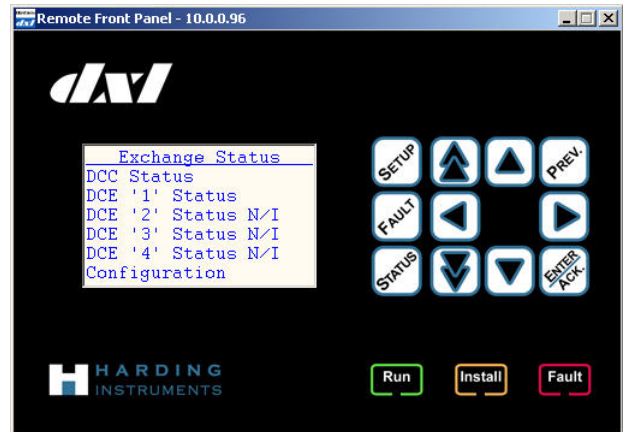 Remote Front Panel - 10.0.0.96
dxl
Exchange Status
DCC Status
DCE '1' Status
DCE '2' Status N/I
DCE '3' Status N/I
DCE '4' Status N/I
Configuration
SETUP
PREV.
FAULT
STATUS
ENTER
ACK.
HARDING
INSTRUMENTS
Run
Install
Fault